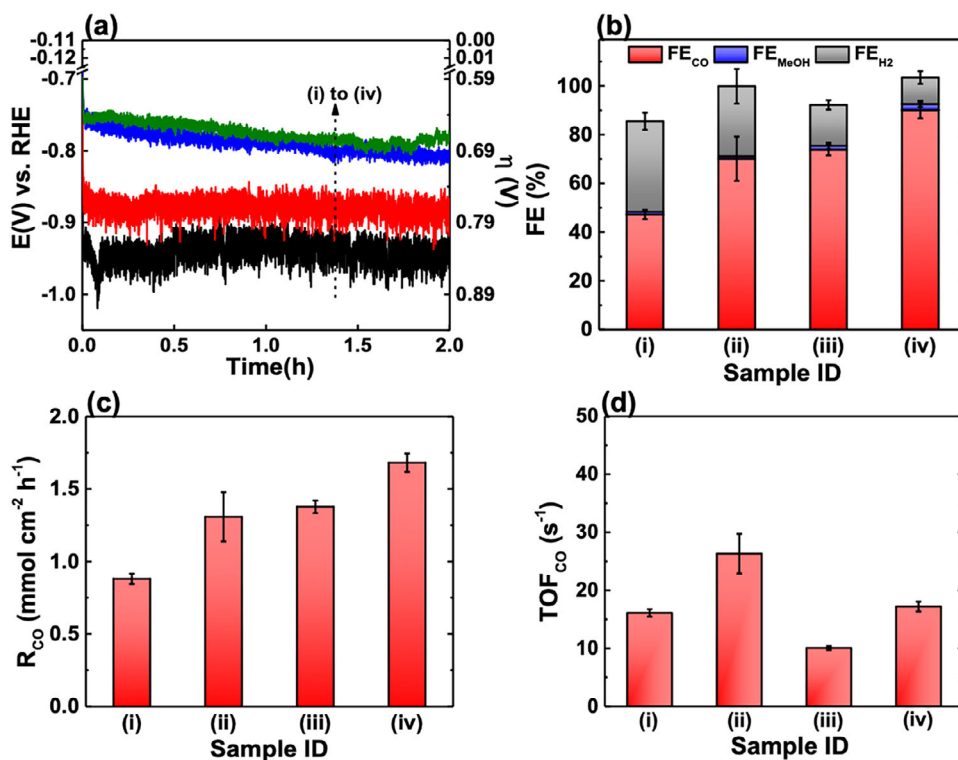 (a)
-0.11
-0.12
-0.7
-0.8
-0.9
-1.0
E(V) vs. RHE
0.00
0.01
0.59
0.69
0.79
0.89
η (V)
(i) to (iv)
0.0 0.5 1.0 1.5 2.0
Time(h)
(b)
FE_CO FE_MeOH FE_H2
100
80
60
40
20
0
FE (%)
(i) (ii) (iii) (iv)
Sample ID
(c)
2.0
1.5
1.0
0.5
0.0
R_CO (mmol cm⁻² h⁻¹)
(i) (ii) (iii) (iv)
Sample ID
(d)
50
40
30
20
10
0
TOF_CO (s⁻¹)
(i) (ii) (iii) (iv)
Sample ID